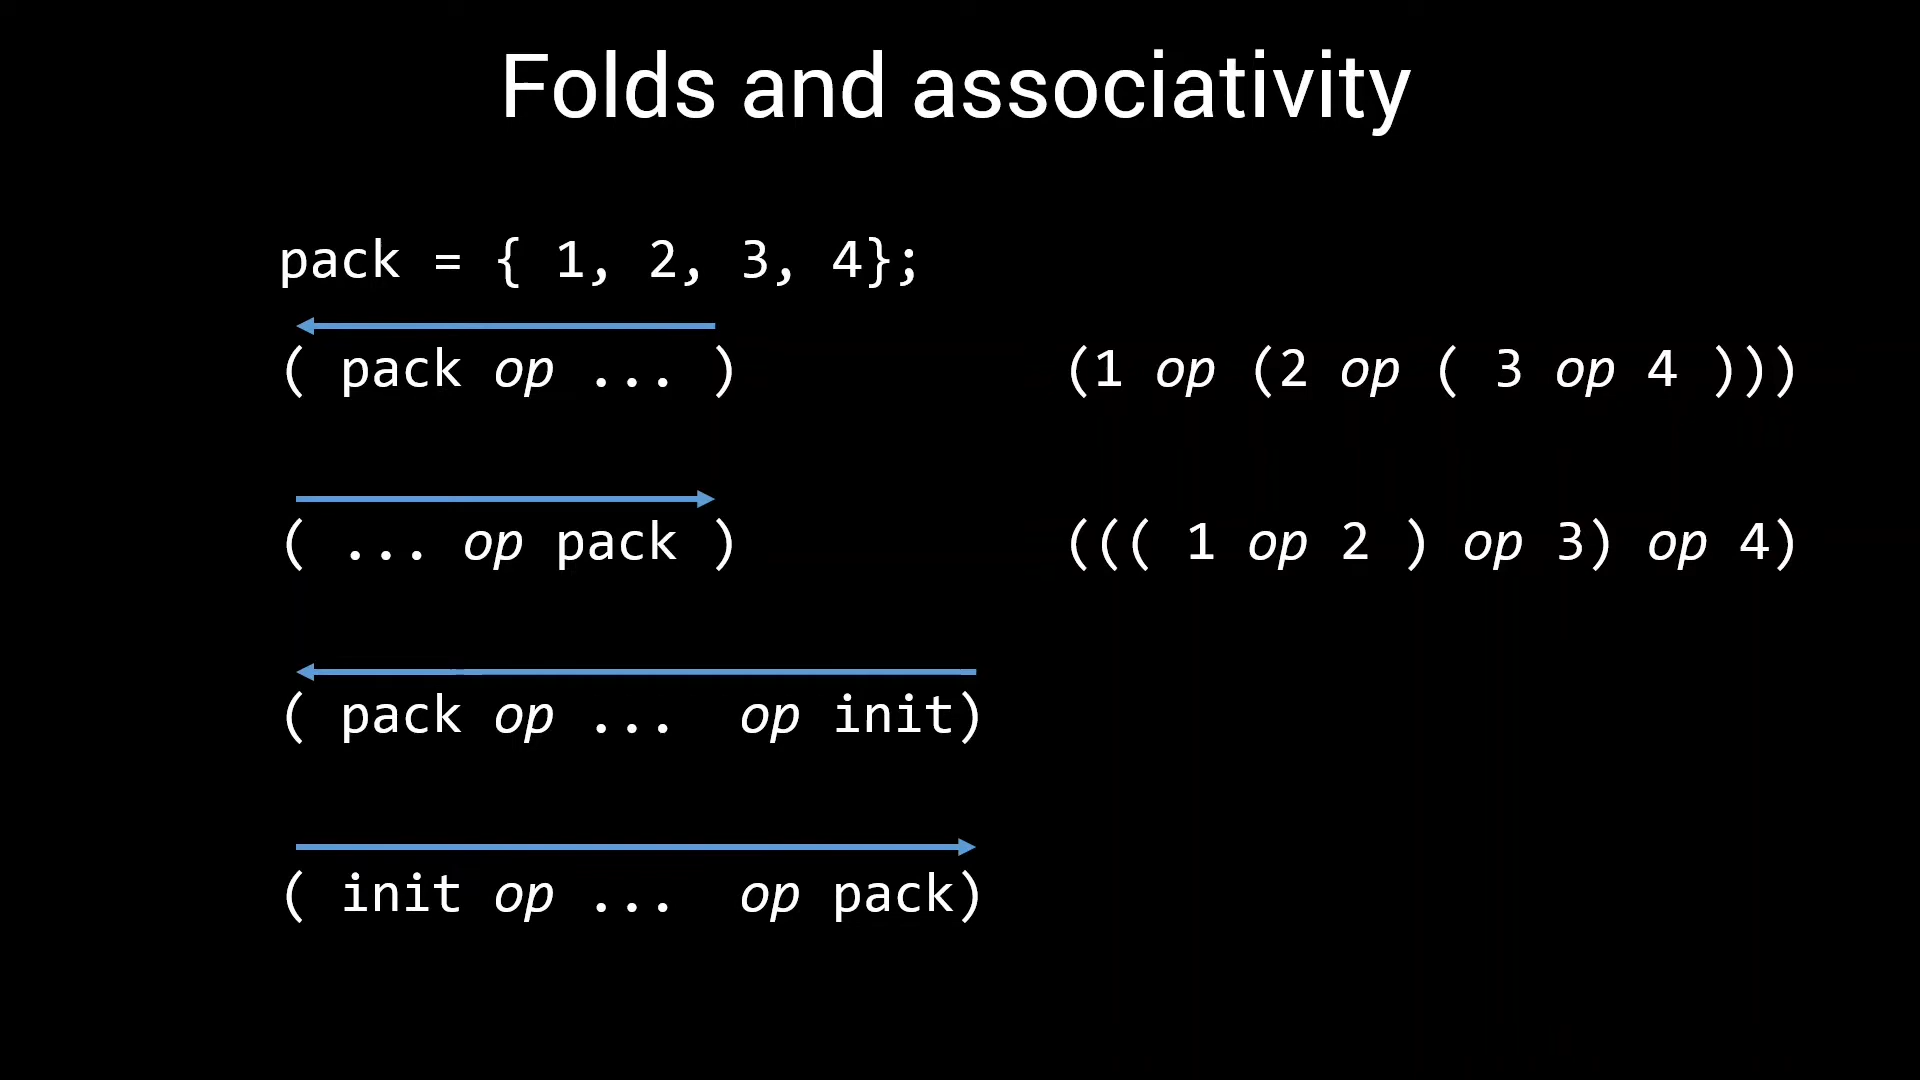 Folds and associativity
pack = { 1, 2, 3, 4};
( pack op ... ) (1 op (2 op ( 3 op 4 )))
( ... op pack ) ((( 1 op 2 ) op 3) op 4)
( pack op ... op init)
( init op ... op pack)